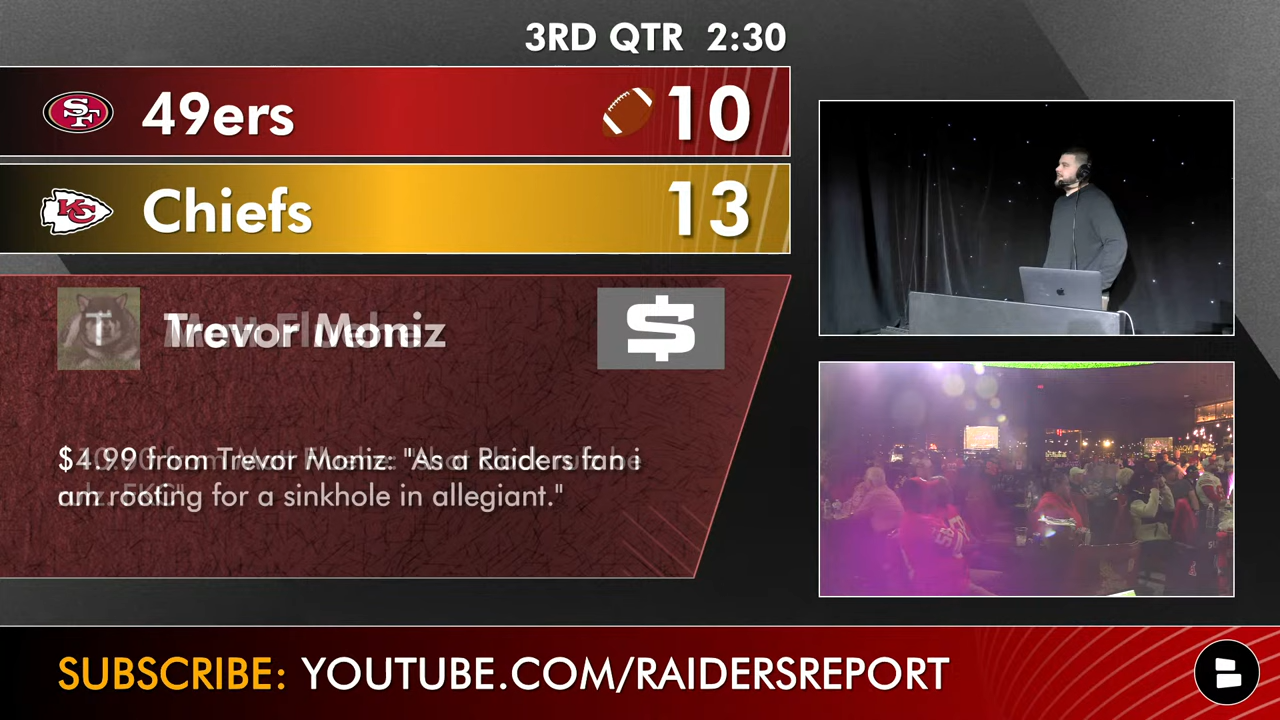 3RD QTR 2:30
49ers 10
Chiefs 13
Trevor Moniz
$4.99 from Trevor Moniz: "As a Raiders fan i
am rooting for a sinkhole in allegiant."
SUBSCRIBE: YOUTUBE.COM/RAIDERSREPORT